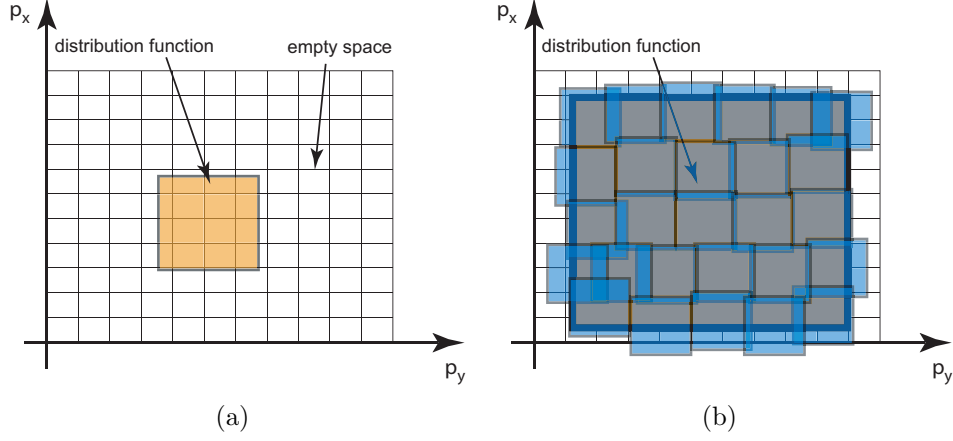 pₓ
distribution function
empty space
p_y
(a)
pₓ
distribution function
p_y
(b)